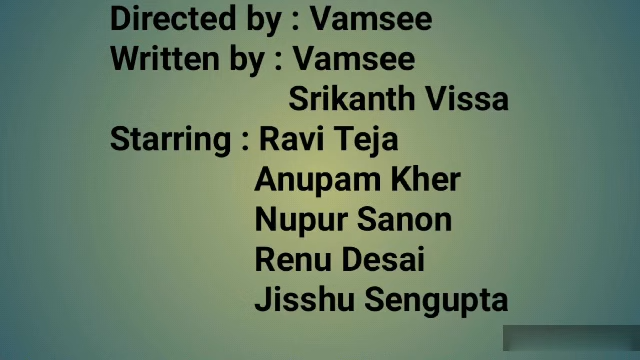 Directed by : Vamsee
Written by : Vamsee
Srikanth Vissa
Starring : Ravi Teja
Anupam Kher
Nupur Sanon
Renu Desai
Jisshu Sengupta